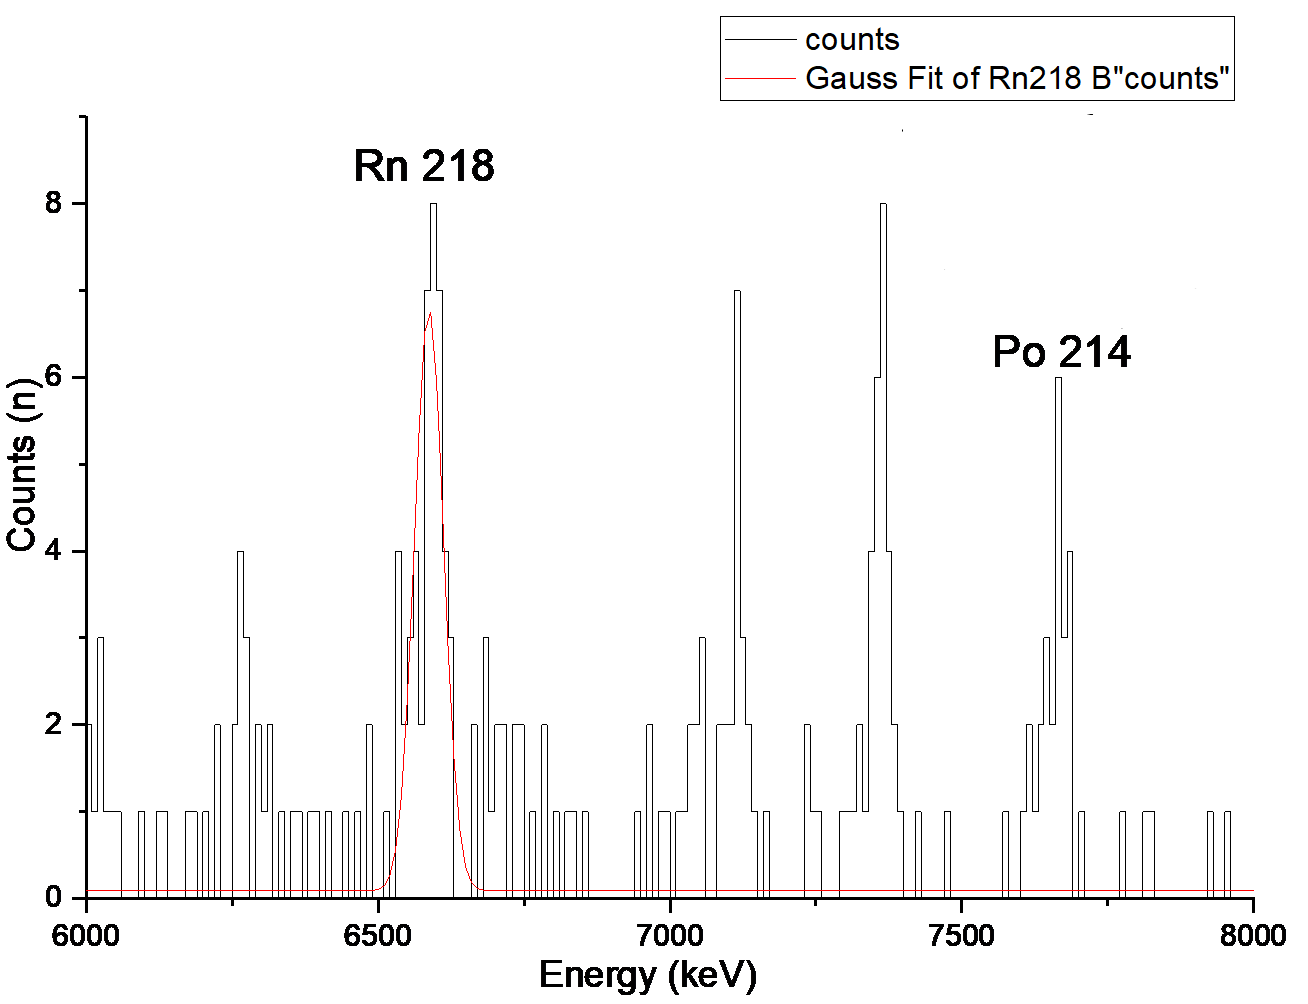 counts
Gauss Fit of Rn218 B"counts"
Rn 218
Po 214
8
6
4
2
0
Counts (n)
6000
6500
7000
7500
8000
Energy (keV)